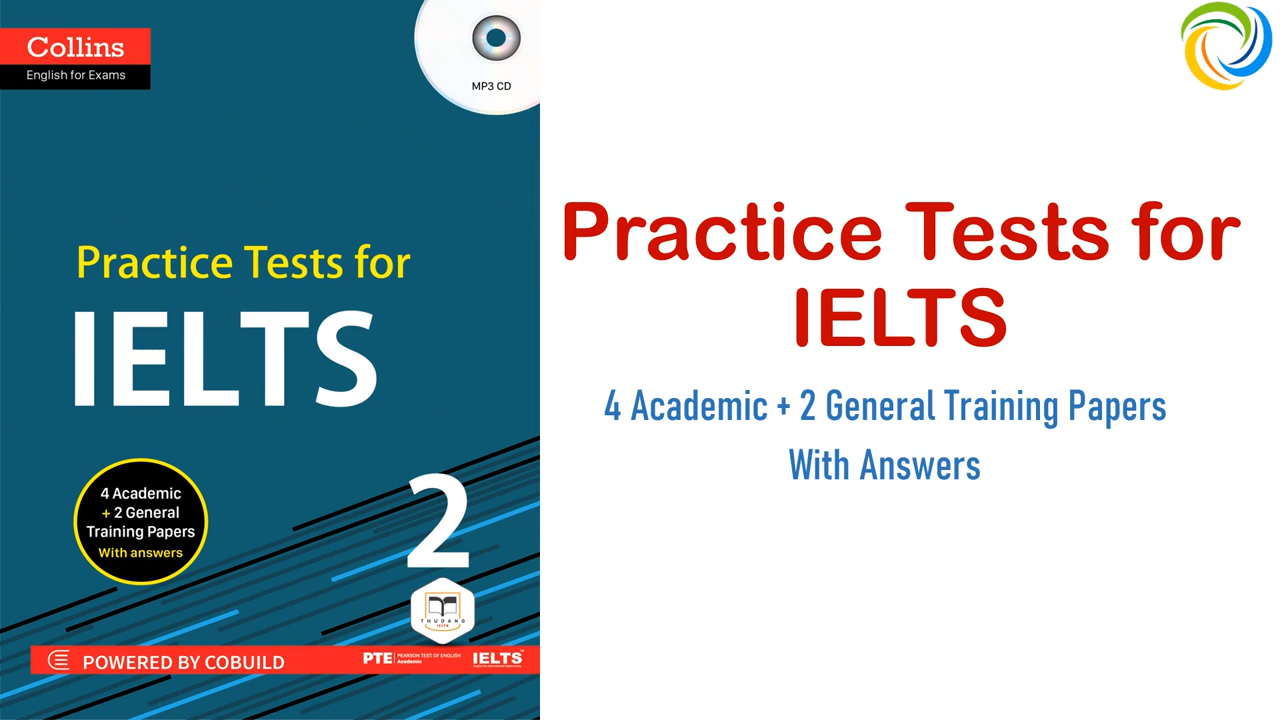 Collins
English for Exams
MP3 CD
Practice Tests for
IELTS
4 Academic
+ 2 General
Training Papers
With answers
2
THUDANG
IELTS
POWERED BY COBUILD
PTE
PEARSON TEST OF ENGLISH
Academic
IELTS
Practice Tests for
IELTS
4 Academic + 2 General Training Papers
With Answers